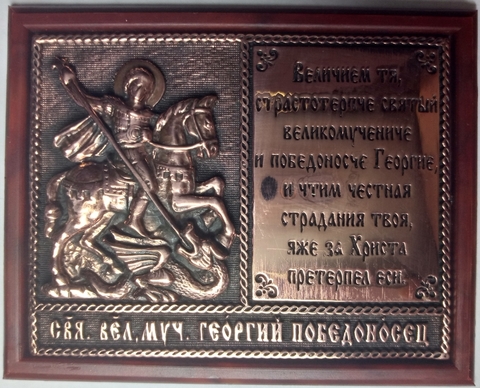 Величием тя,
страстотерпче святый
великомучениче
и победоносче Георгие,
и чтим честная
страдания твоя,
яже за Христа
претерпел еси.
СВЯ. ВЕЛ. МУЧ. ГЕОРГИЙ ПОБЕДОНОСЕЦ